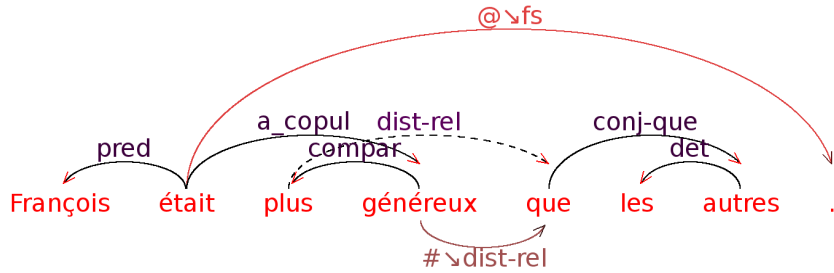 @↘fs
a_copul dist-rel conj-que
pred compar det
François était plus généreux que les autres .
#↘dist-rel